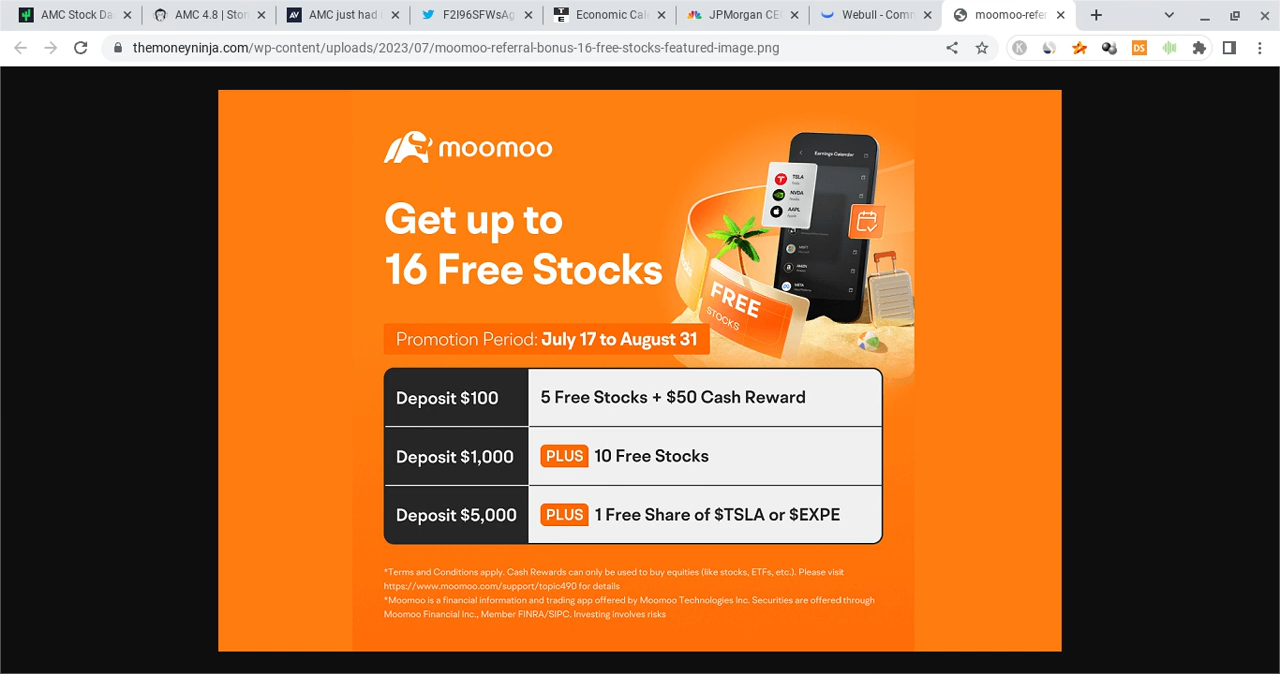 AMC Stock Da
AMC 4.8 | Ston
AMC just had
F2I96SFWsAg
Economic Cal
JPMorgan CE
Webull - Comm
moomoo-refer
themoneyninja.com/wp-content/uploads/2023/07/moomoo-referral-bonus-16-free-stocks-featured-image.png
moomoo
Get up to
16 Free Stocks
Promotion Period: July 17 to August 31
Earnings Calendar
TSLA
NVDA
AAPL
META
FREE
STOCKS
Deposit $100
5 Free Stocks + $50 Cash Reward
Deposit $1,000
PLUS 10 Free Stocks
Deposit $5,000
PLUS 1 Free Share of $TSLA or $EXPE
*Terms and Conditions apply. Cash Rewards can only be used to buy equities (like stocks, ETFs, etc.). Please visit
https://www.moomoo.com/support/topic490 for details
*Moomoo is a financial information and trading app offered by Moomoo Technologies Inc. Securities are offered through
Moomoo Financial Inc., Member FINRA/SIPC. Investing involves risks